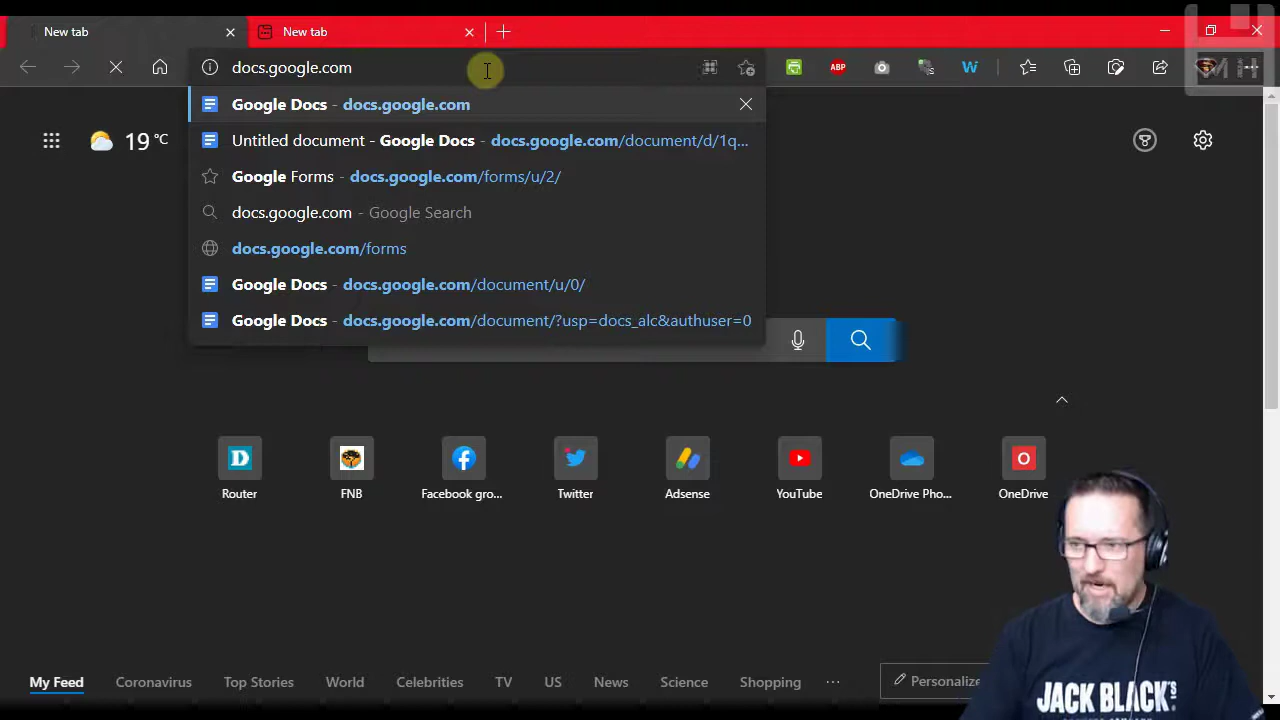 New tab
New tab
docs.google.com
ABP
W
Google Docs - docs.google.com
Untitled document - Google Docs - docs.google.com/document/d/1q...
Google Forms - docs.google.com/forms/u/2/
docs.google.com - Google Search
docs.google.com/forms
Google Docs - docs.google.com/document/u/0/
Google Docs - docs.google.com/document/?usp=docs_alc&authuser=0
19 °C
Router
FNB
Facebook gro...
Twitter
Adsense
YouTube
OneDrive Pho...
OneDrive
My Feed
Coronavirus
Top Stories
World
Celebrities
TV
US
News
Science
Shopping
...
Personalize
JACK BLACK'S